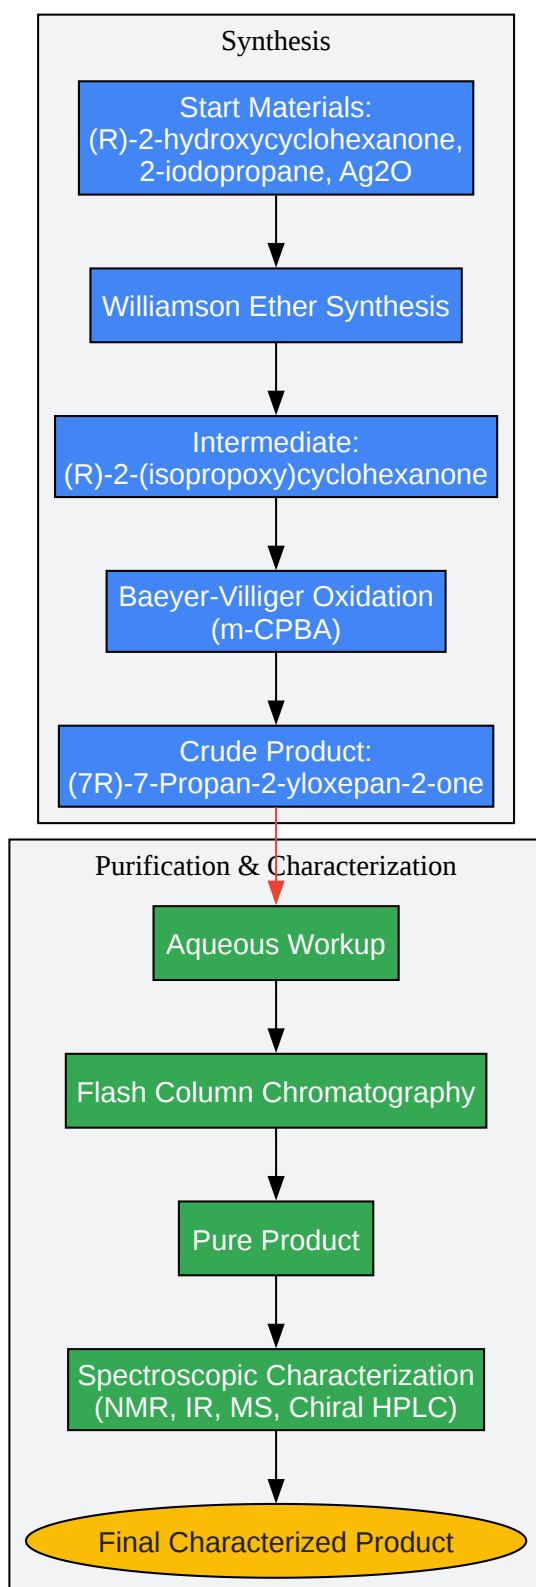 Synthesis
Start Materials:
(R)-2-hydroxycyclohexanone,
2-iodopropane, Ag2O
Williamson Ether Synthesis
Intermediate:
(R)-2-(isopropoxy)cyclohexanone
Baeyer-Villiger Oxidation
(m-CPBA)
Crude Product:
(7R)-7-Propan-2-yloxepan-2-one
Purification & Characterization
Aqueous Workup
Flash Column Chromatography
Pure Product
Spectroscopic Characterization
(NMR, IR, MS, Chiral HPLC)
Final Characterized Product